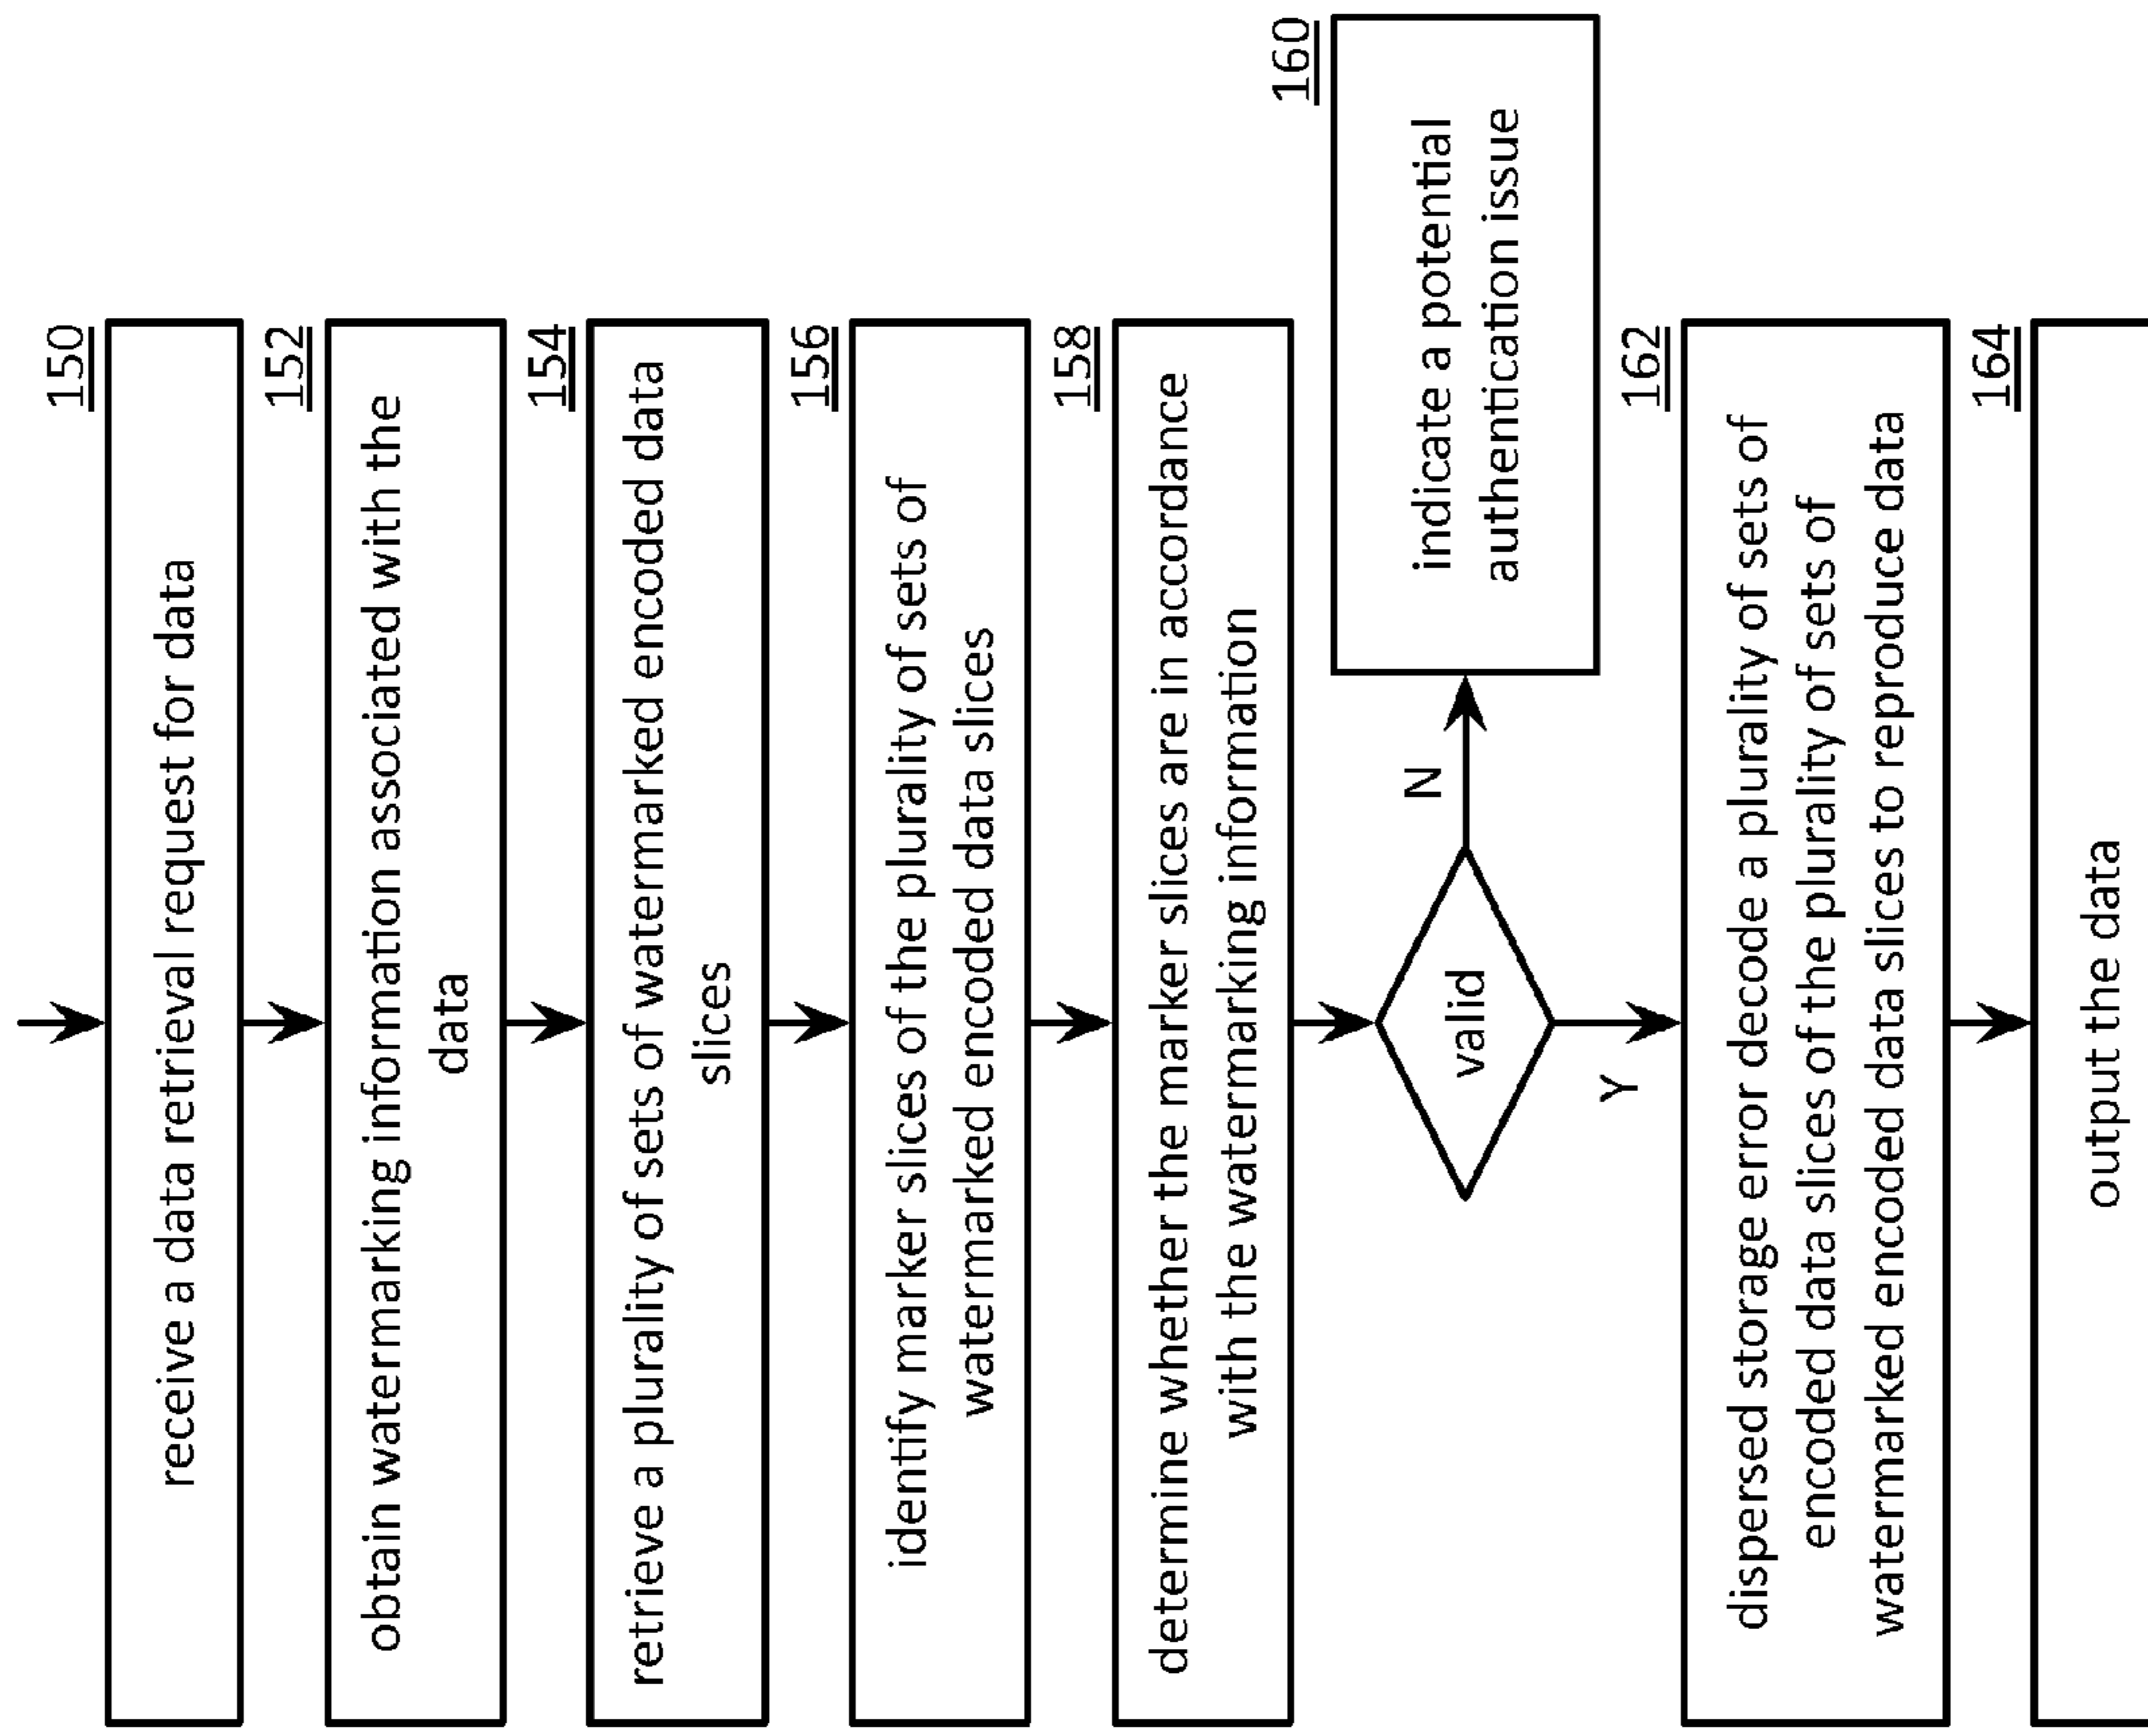 150
receive a data retrieval request for data
152
obtain watermarking information associated with the
data
154
retrieve a plurality of sets of watermarked encoded data
slices
156
identify marker slices of the plurality of sets of
watermarked encoded data slices
158
determine whether the marker slices are in accordance
with the watermarking information
valid
N
160
indicate a potential
authentication issue
Y
162
dispersed storage error decode a plurality of sets of
encoded data slices of the plurality of sets of
watermarked encoded data slices to reproduce data
164
output the data